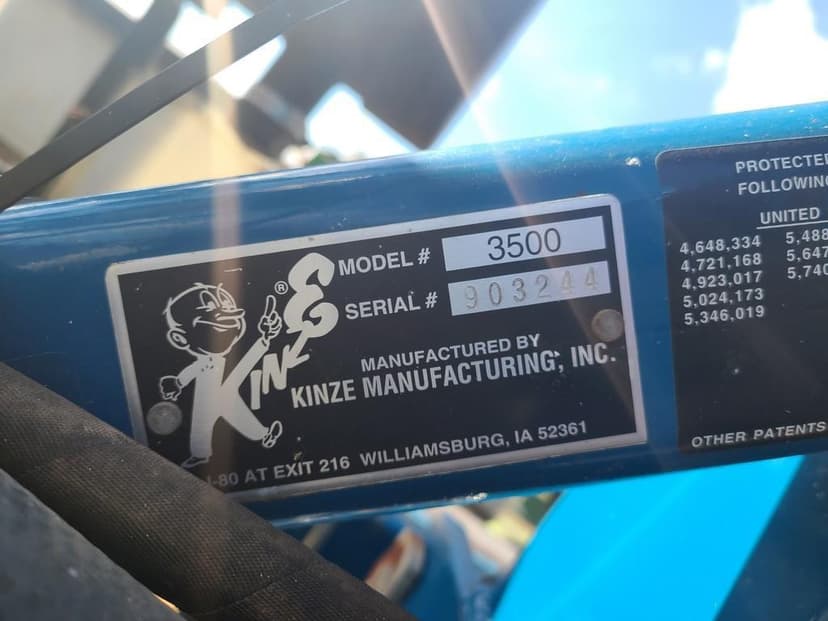 KINZE ®
MODEL # 3500
SERIAL # 903244
MANUFACTURED BY
KINZE MANUFACTURING, INC.
I-80 AT EXIT 216 WILLIAMSBURG, IA 52361
PROTECTED
FOLLOWING
UNITED
4,648,334 5,488
4,721,168 5,647
4,923,017 5,740
5,024,173
5,346,019
OTHER PATENTS